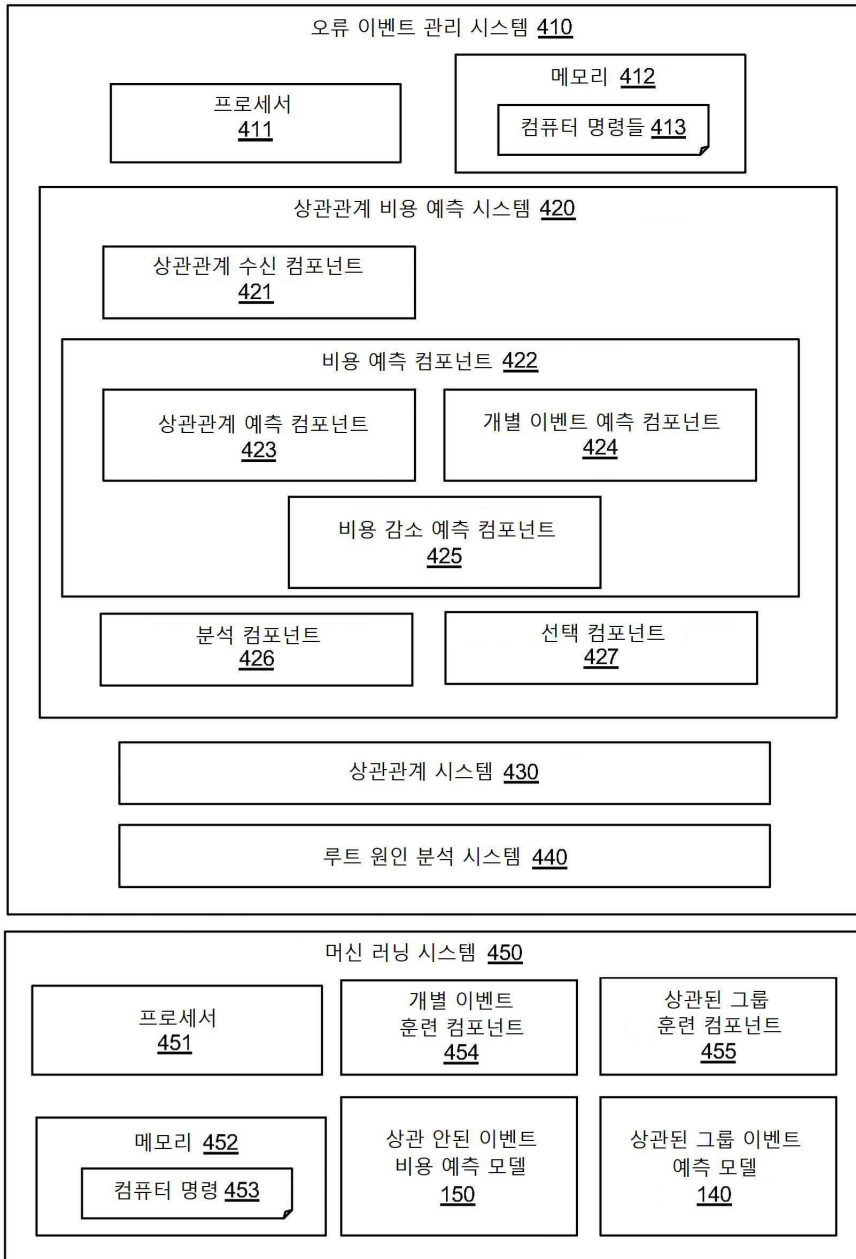 오류 이벤트 관리 시스템 410
프로세서
411
메모리 412
컴퓨터 명령들 413
상관관계 비용 예측 시스템 420
상관관계 수신 컴포넌트
421
비용 예측 컴포넌트 422
상관관계 예측 컴포넌트
423
개별 이벤트 예측 컴포넌트
424
비용 감소 예측 컴포넌트
425
분석 컴포넌트
426
선택 컴포넌트
427
상관관계 시스템 430
루트 원인 분석 시스템 440
머신 러닝 시스템 450
프로세서
451
개별 이벤트
훈련 컴포넌트
454
상관된 그룹
훈련 컴포넌트
455
메모리 452
컴퓨터 명령 453
상관 안된 이벤트
비용 예측 모델
150
상관된 그룹 이벤트
예측 모델
140